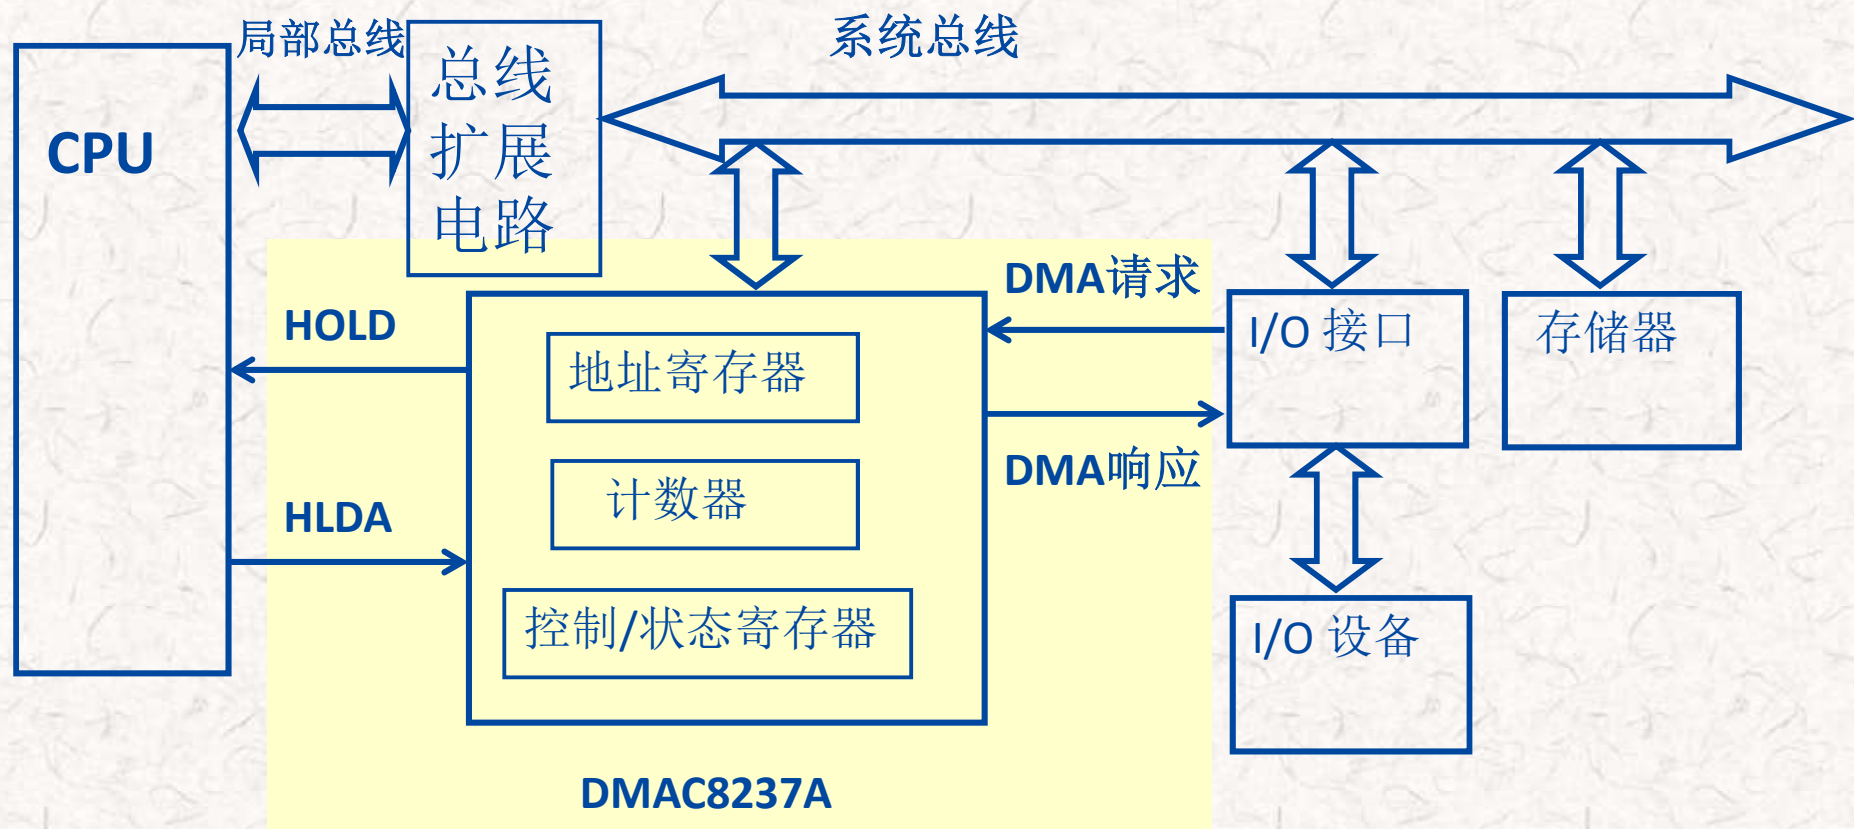 局部总线
系统总线
CPU
总线
扩展
电路
HOLD
HLDA
地址寄存器
计数器
控制/状态寄存器
DMA请求
DMA响应
I/O 接口
存储器
I/O 设备
DMAC8237A